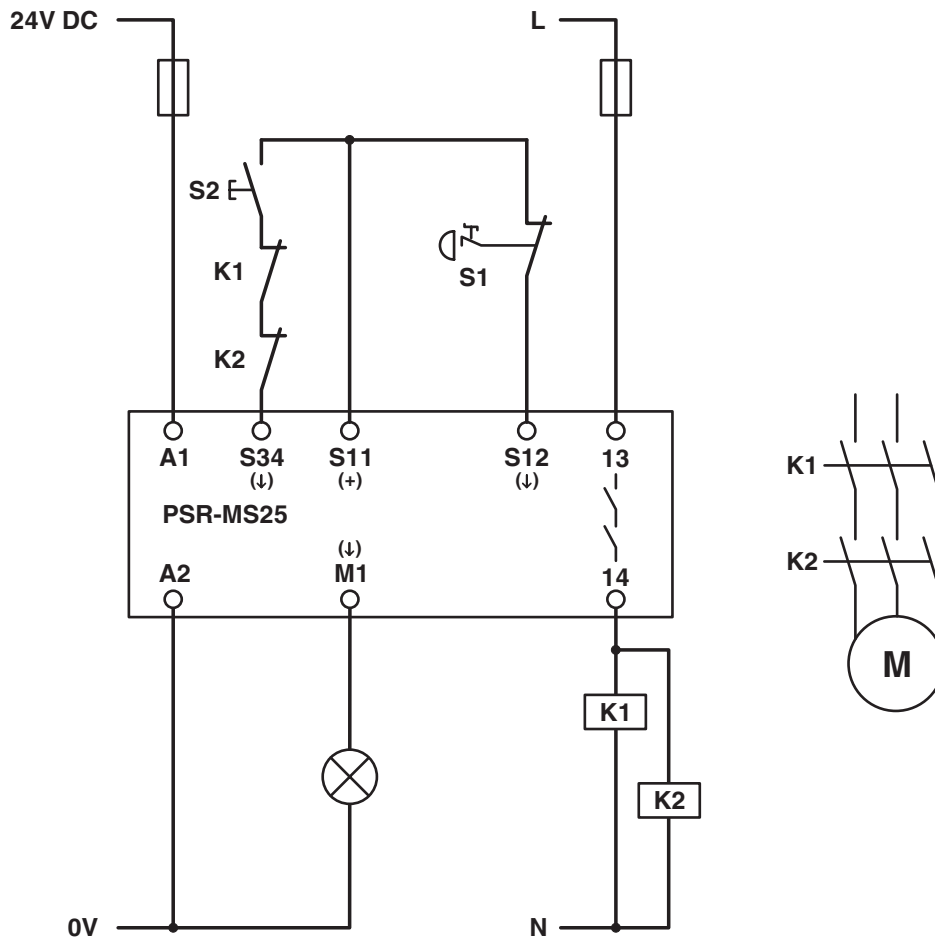 24V DC
L
S2
K1
S1
K2
A1 S34 S11 S12 13
(↓) (+) (↓)
PSR-MS25
(↓)
A2 M1 14
K1
K2
M
K1
K2
0V
N